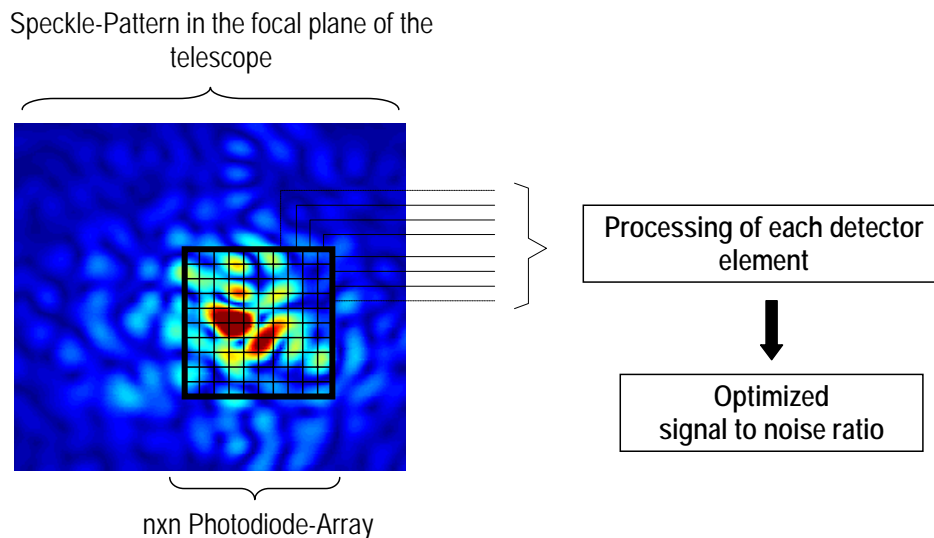 Speckle-Pattern in the focal plane of the
telescope
Processing of each detector
element
Optimized
signal to noise ratio
nxn Photodiode-Array